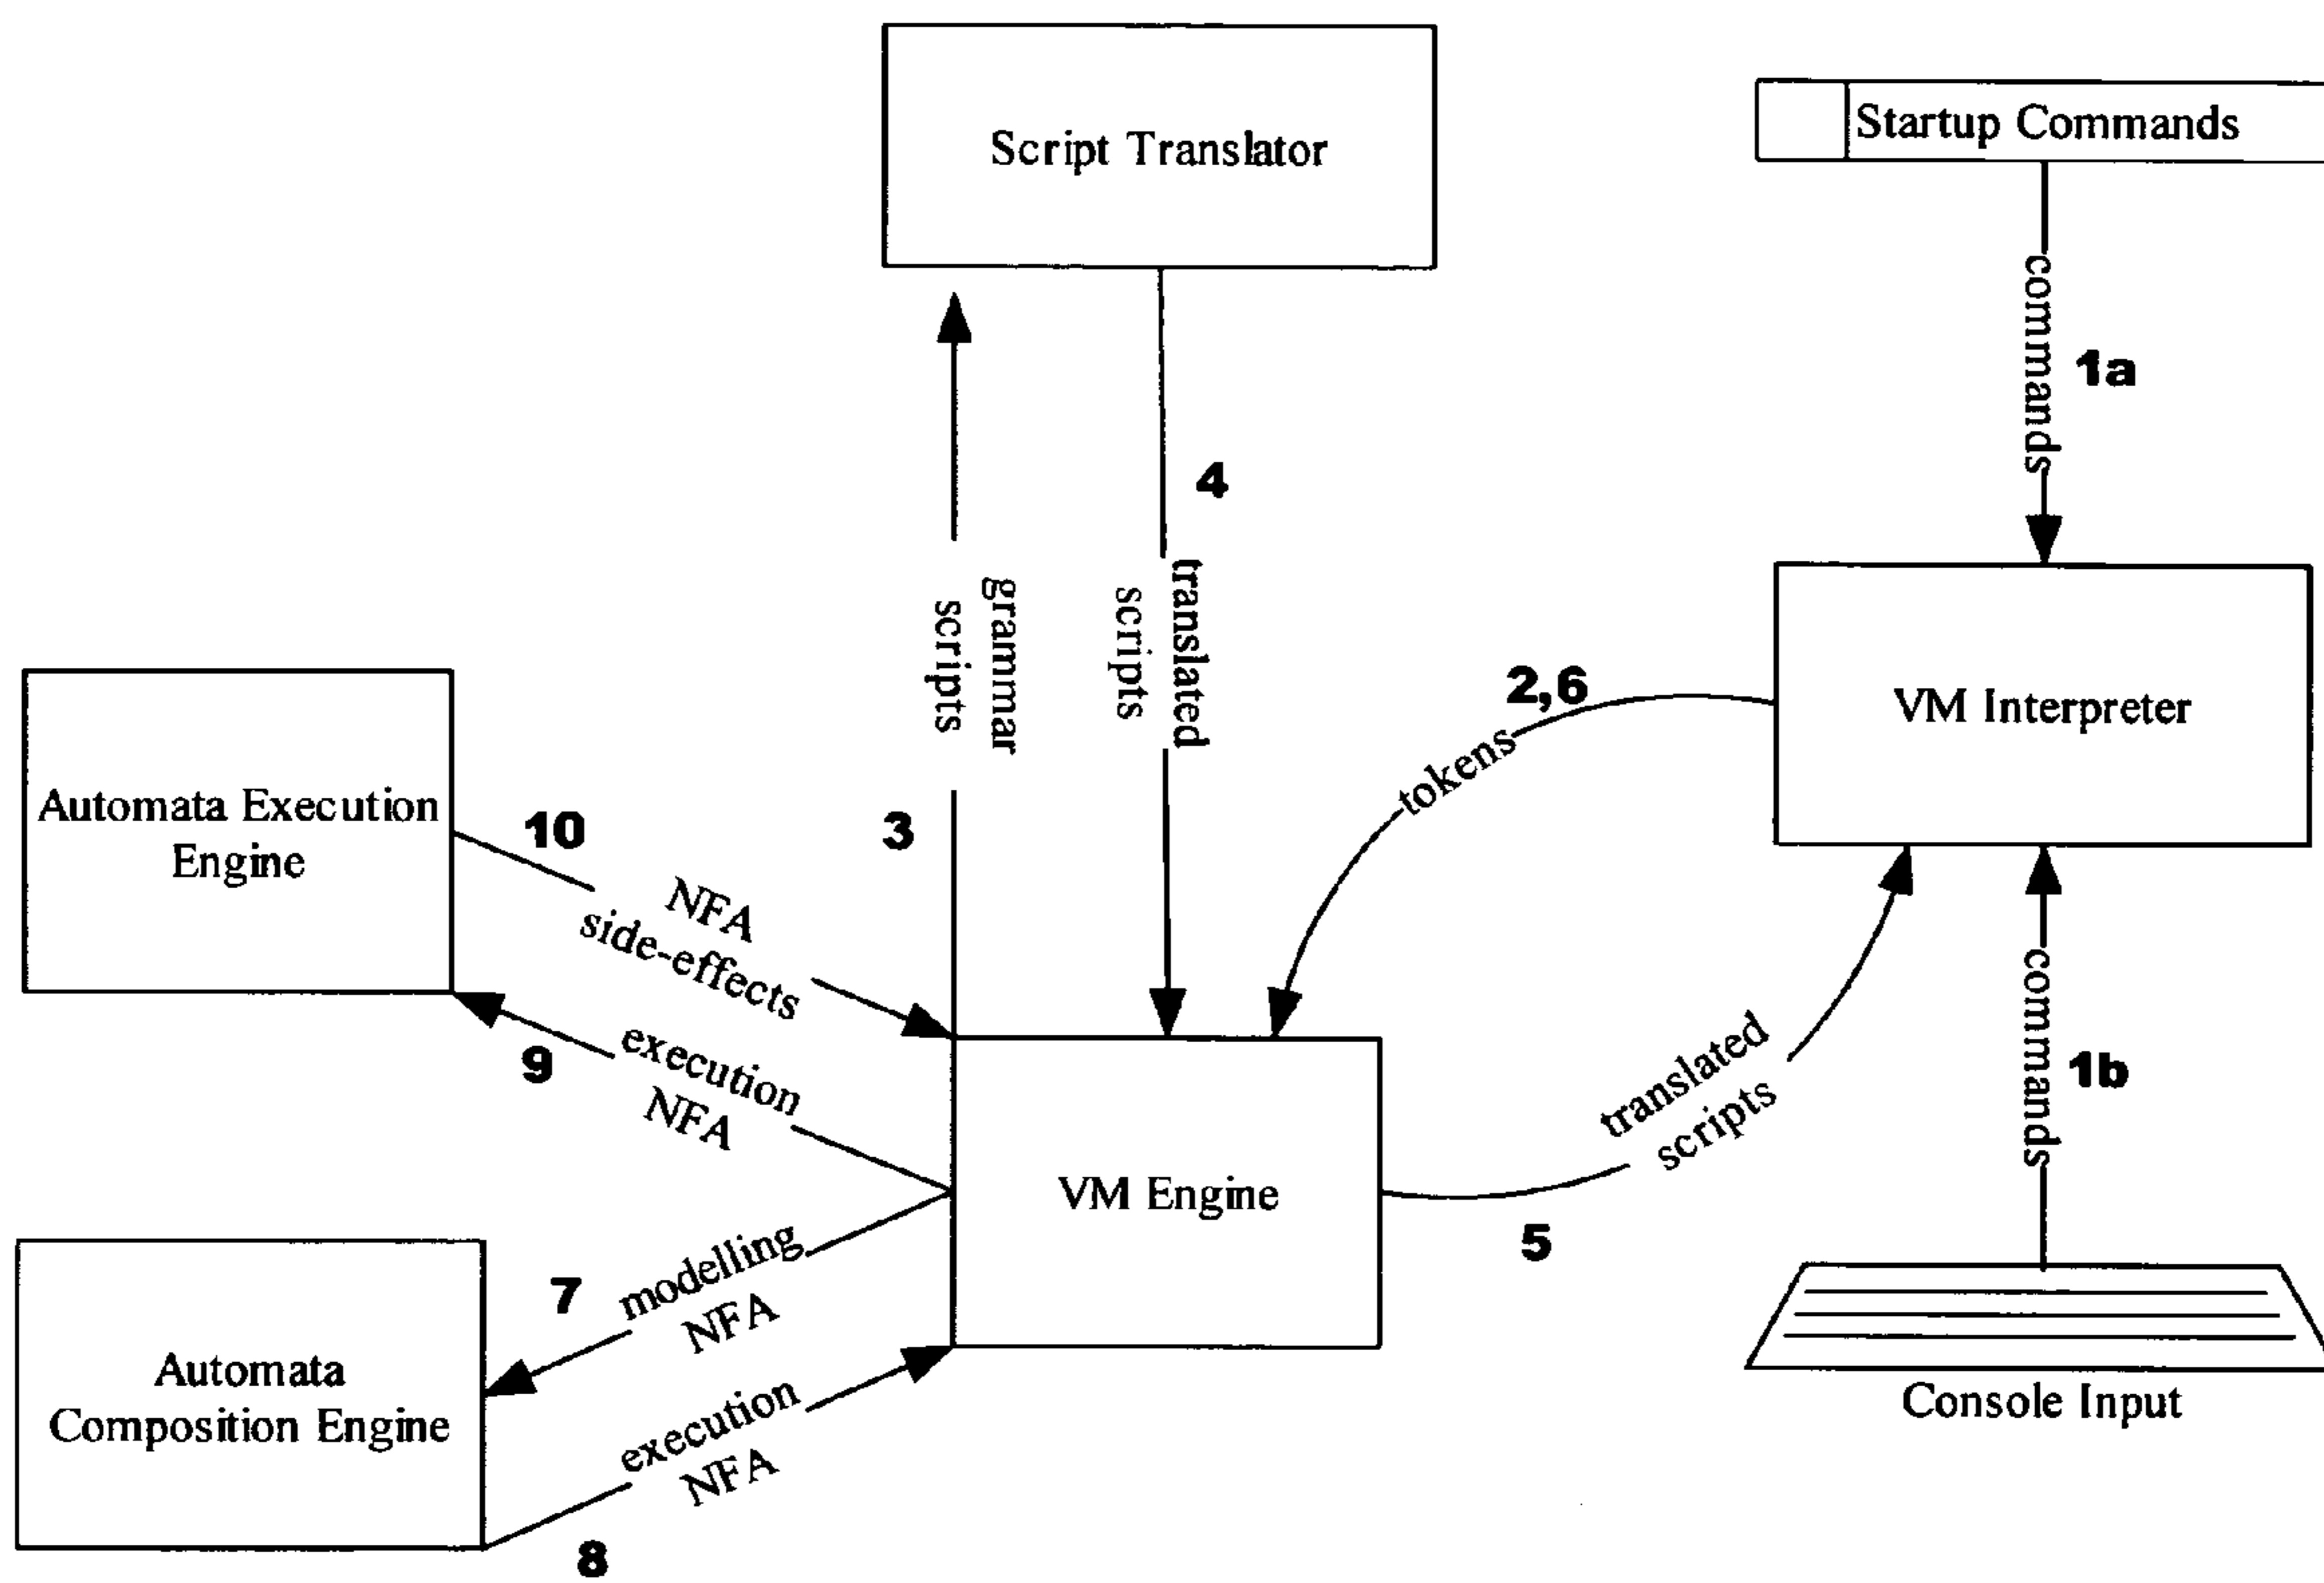 Script Translator
Startup Commands
commands
1a
4
translated
scripts
grammar
scripts
3
2,6
tokens
VM Interpreter
Automata Execution
Engine
10
NFA
side-effects
9
execution
NFA
VM Engine
translated
scripts
5
commands
1b
Console Input
7
modelling
NFA
Automata
Composition Engine
execution
NFA
8